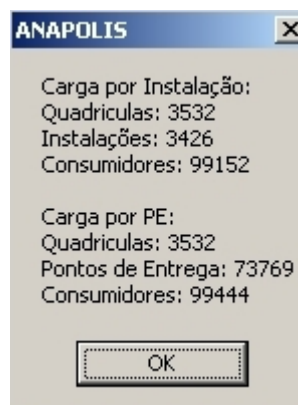 ANAPOLIS
Carga por Instalação:
Quadriculas: 3532
Instalações: 3426
Consumidores: 99152
Carga por PE:
Quadriculas: 3532
Pontos de Entrega: 73769
Consumidores: 99444
OK